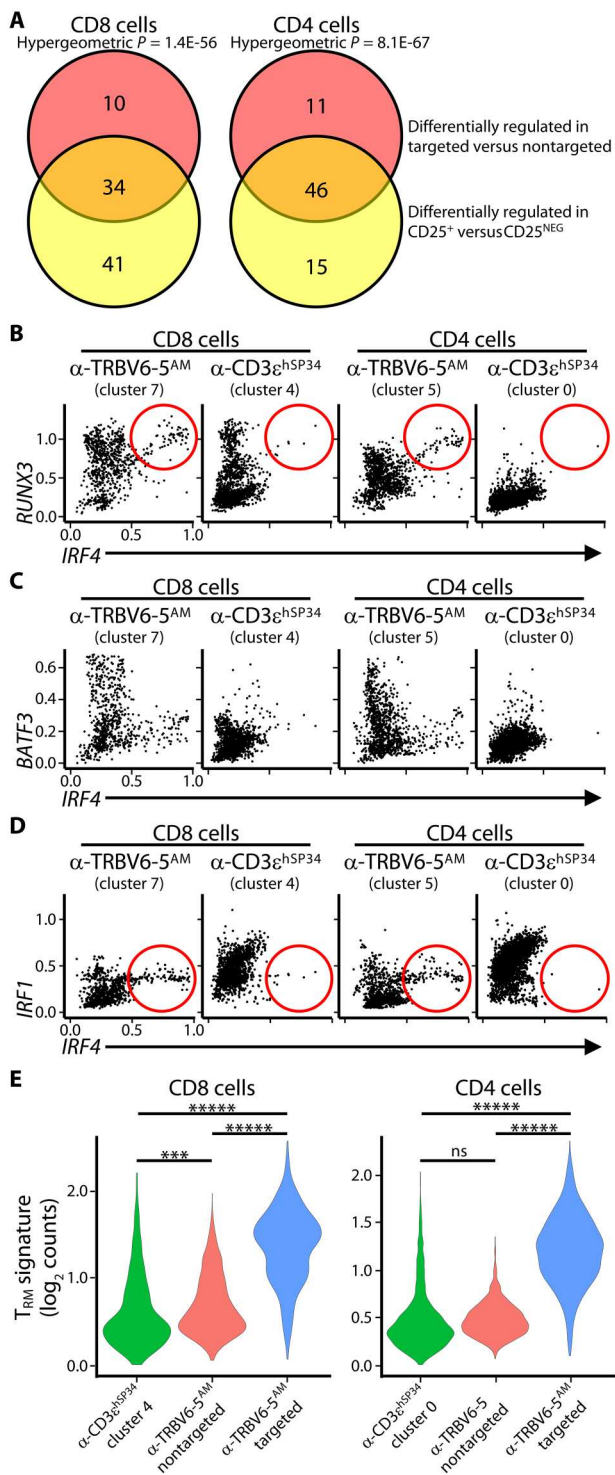 A
CD8 cells
Hypergeometric P = 1.4E-56
CD4 cells
Hypergeometric P = 8.1E-67
10
34
41
11
46
15
Differentially regulated in
targeted versus nontargeted
Differentially regulated in
CD25⁺ versus CD25ᴺᴱᴳ
B
CD8 cells
CD4 cells
α-TRBV6-5ᴬᴹ
(cluster 7)
α-CD3εʰˢᴾ³⁴
(cluster 4)
α-TRBV6-5ᴬᴹ
(cluster 5)
α-CD3εʰˢᴾ³⁴
(cluster 0)
RUNX3
1.0
0.5
0.0
0.0
0.5
1.0
IRF4
C
CD8 cells
CD4 cells
α-TRBV6-5ᴬᴹ
(cluster 7)
α-CD3εʰˢᴾ³⁴
(cluster 4)
α-TRBV6-5ᴬᴹ
(cluster 5)
α-CD3εʰˢᴾ³⁴
(cluster 0)
BATF3
0.6
0.4
0.2
0.0
0
0.5
1.0
IRF4
D
CD8 cells
CD4 cells
α-TRBV6-5ᴬᴹ
(cluster 7)
α-CD3εʰˢᴾ³⁴
(cluster 4)
α-TRBV6-5ᴬᴹ
(cluster 5)
α-CD3εʰˢᴾ³⁴
(cluster 0)
IRF1
1.0
0.5
0.0
0.0
0.5
1.0
IRF4
E
CD8 cells
CD4 cells
*****
*****
***
*****
*****
ns
T_RM signature
(log₂ counts)
2.0
1.0
0.0
2.0
1.5
1.0
0.5
0.0
α-CD3εʰˢᴾ³⁴
cluster 4
α-TRBV6-5ᴬᴹ
nontargeted
α-TRBV6-5ᴬᴹ
targeted
α-CD3εʰˢᴾ³⁴
cluster 0
α-TRBV6-5
nontargeted
α-TRBV6-5ᴬᴹ
targeted